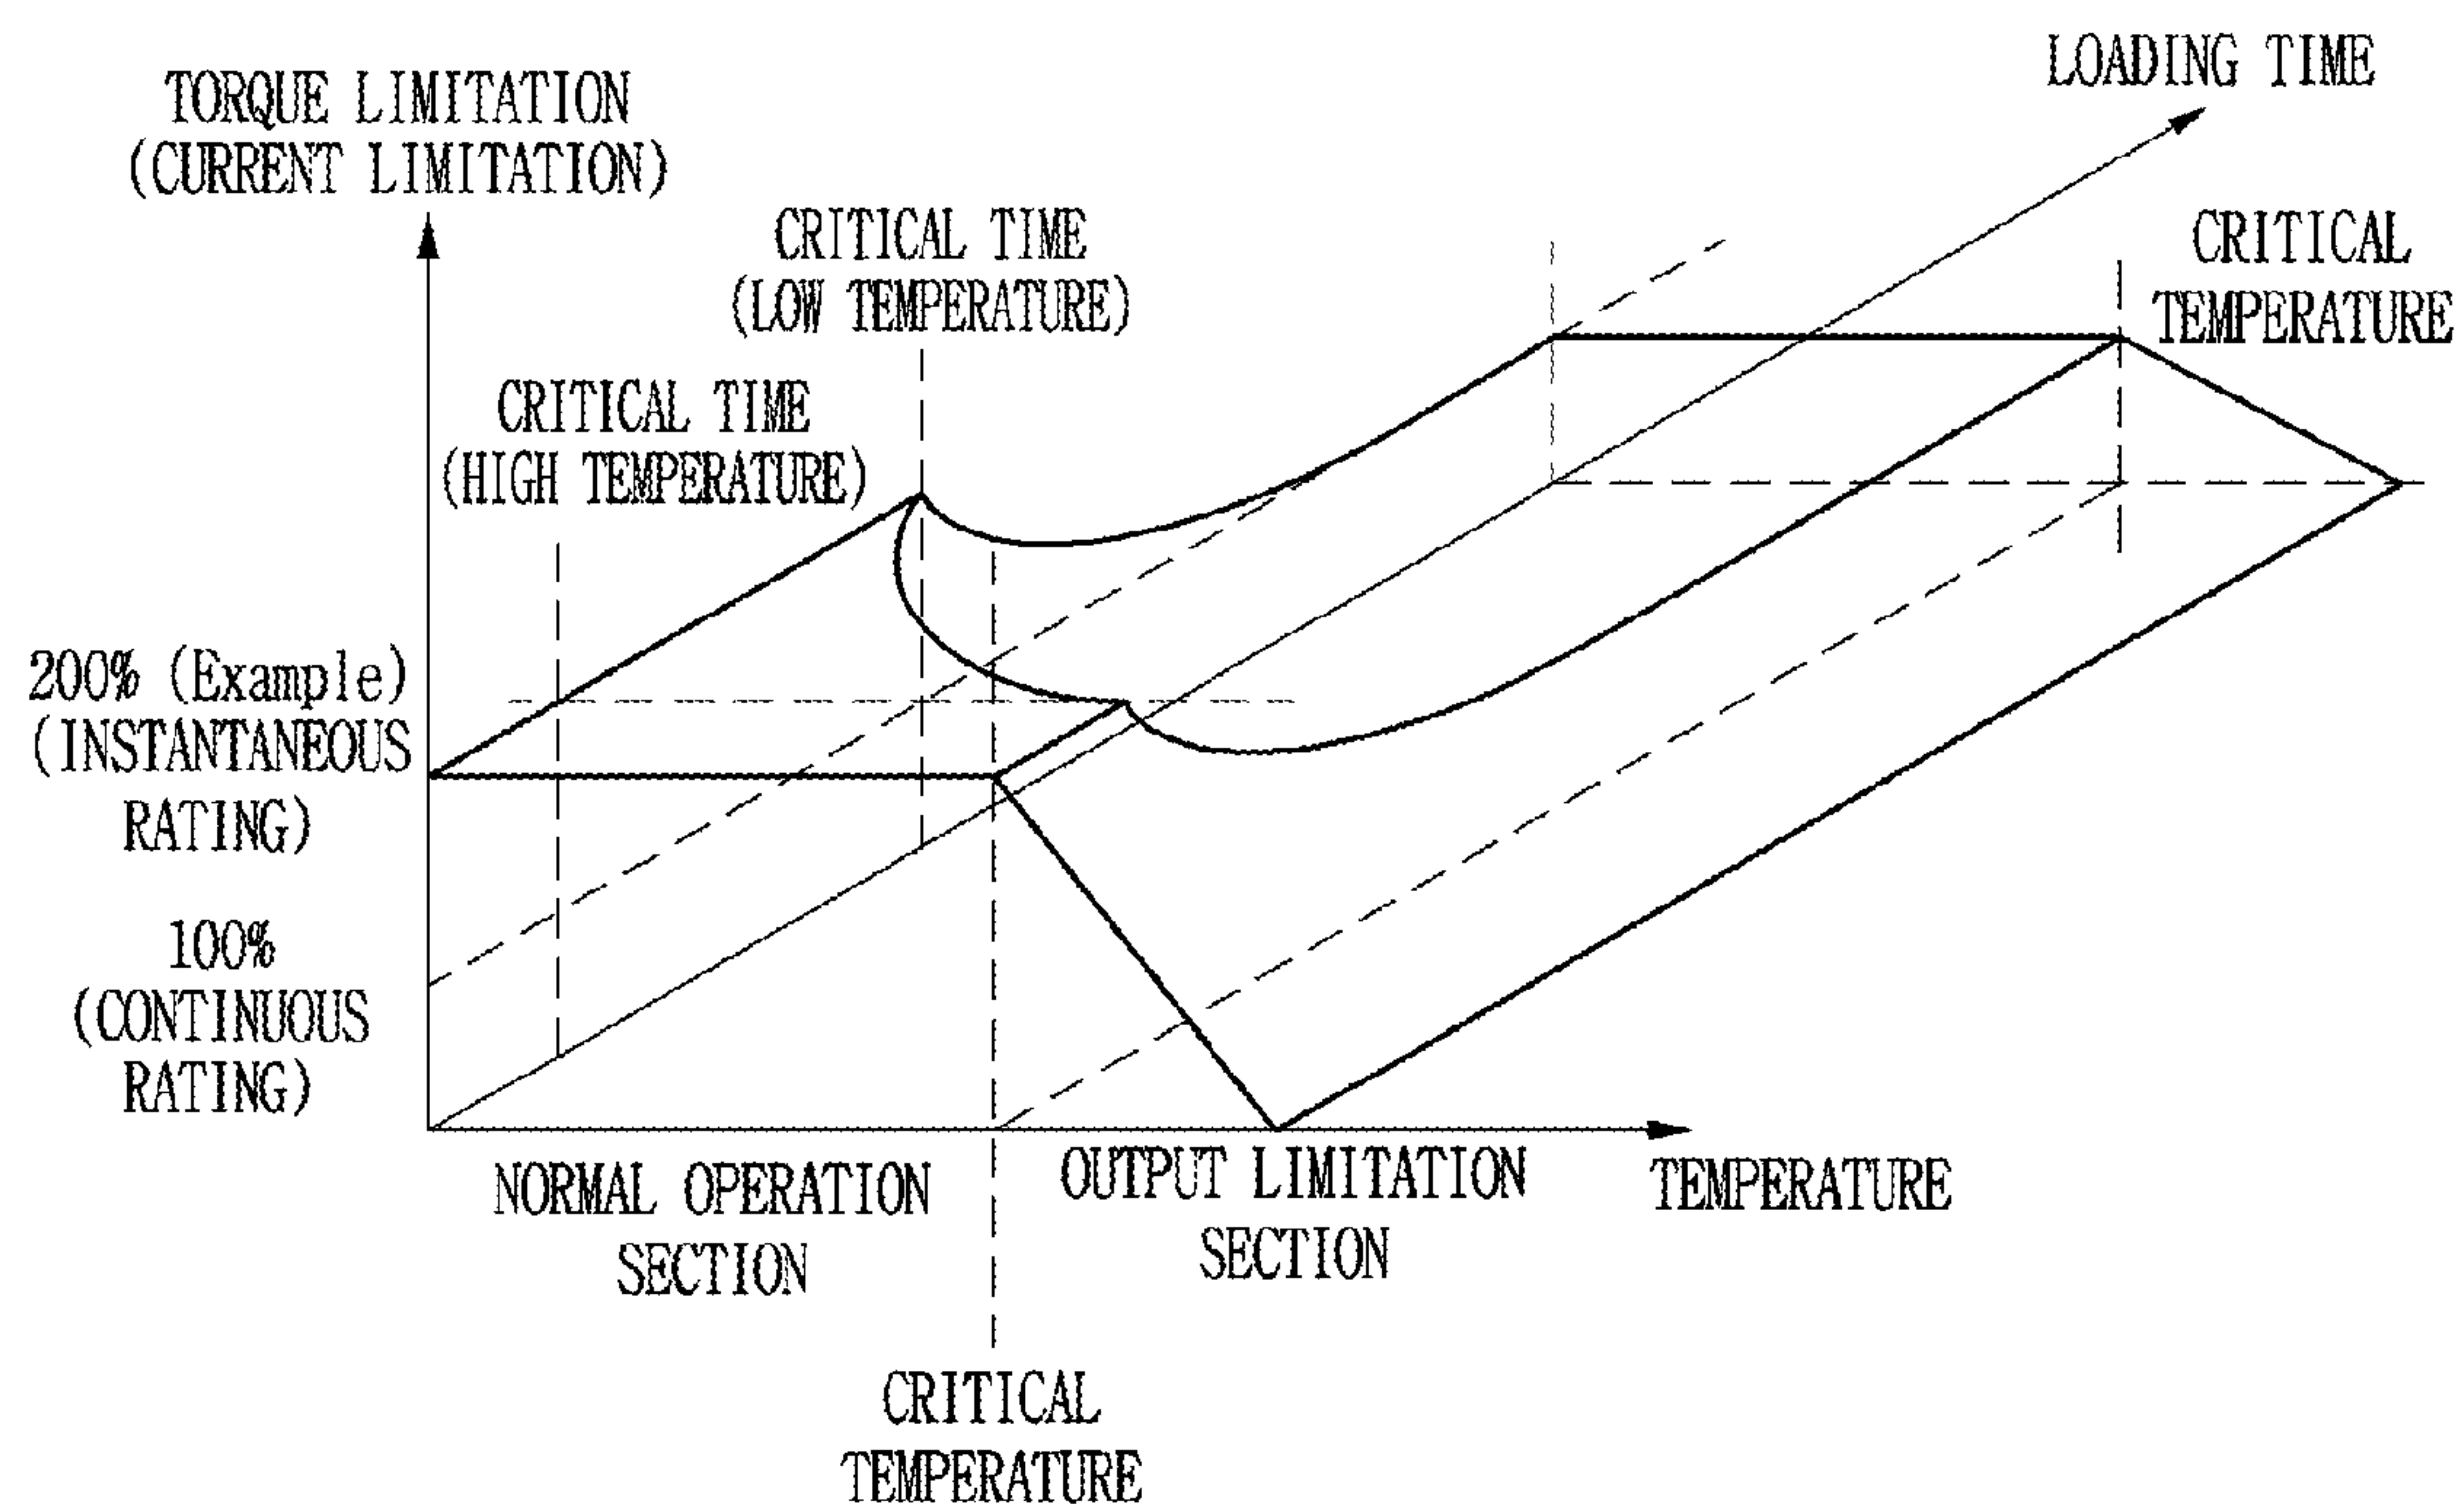 LOADING TIME
TORQUE LIMITATION
(CURRENT LIMITATION)
CRITICAL TIME
(LOW TEMPERATURE)
CRITICAL
TEMPERATURE
CRITICAL TIME
(HIGH TEMPERATURE)
200% (Example)
(INSTANTANEOUS
RATING)
100%
(CONTINUOUS
RATING)
NORMAL OPERATION
SECTION
OUTPUT LIMITATION
SECTION
TEMPERATURE
CRITICAL
TEMPERATURE